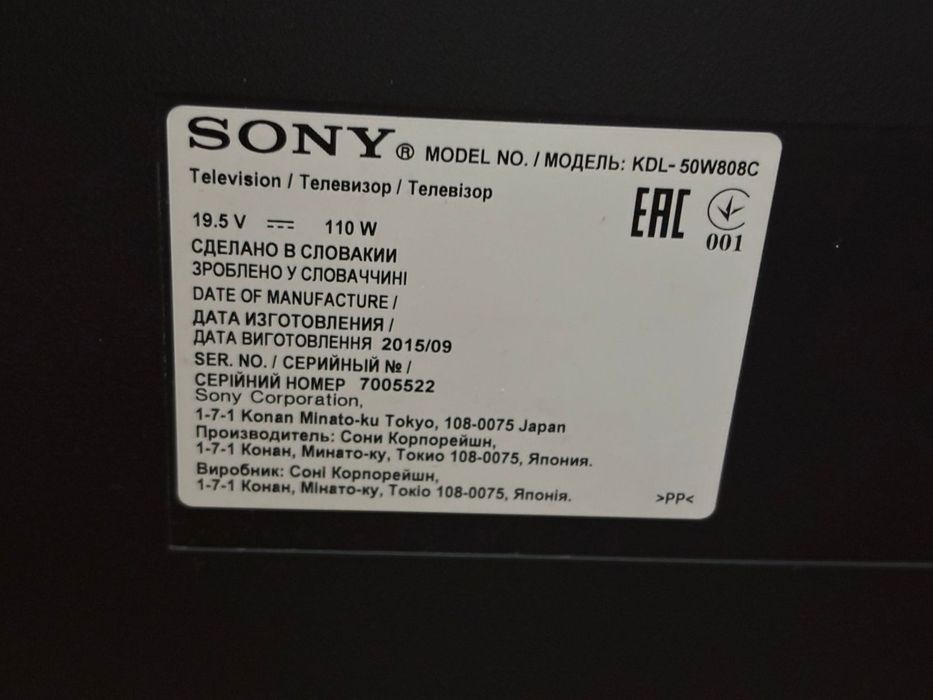 SONY® MODEL NO. / МОДЕЛЬ: KDL- 50W808C
Television / Телевизор / Телевізор
EAC
001
19.5 V ⎓ 110 W
СДЕЛАНО В СЛОВАКИИ
ЗРОБЛЕНО У СЛОВАЧЧИНІ
DATE OF MANUFACTURE /
ДАТА ИЗГОТОВЛЕНИЯ /
ДАТА ВИГОТОВЛЕННЯ 2015/09
SER. NO. / СЕРИЙНЫЙ № /
СЕРІЙНИЙ НОМЕР 7005522
Sony Corporation,
1-7-1 Konan Minato-ku Tokyo, 108-0075 Japan
Производитель: Сони Корпорейшн,
1-7-1 Конан, Минато-ку, Токио 108-0075, Япония.
Виробник: Соні Корпорейшн,
1-7-1 Конан, Мінато-ку, Токіо 108-0075, Японія.
>PP<